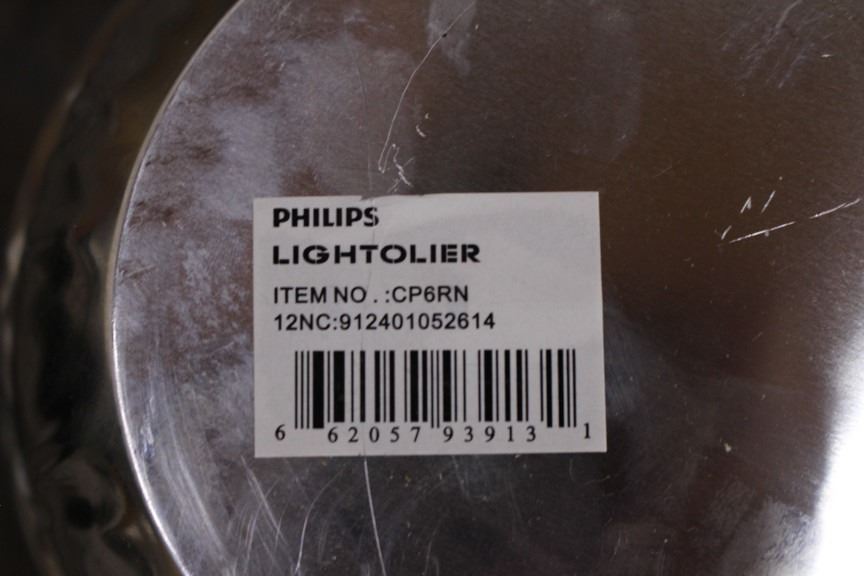 PHILIPS
LIGHTOLIER
ITEM NO . :CP6RN
12NC:912401052614
6 62057 93913 1